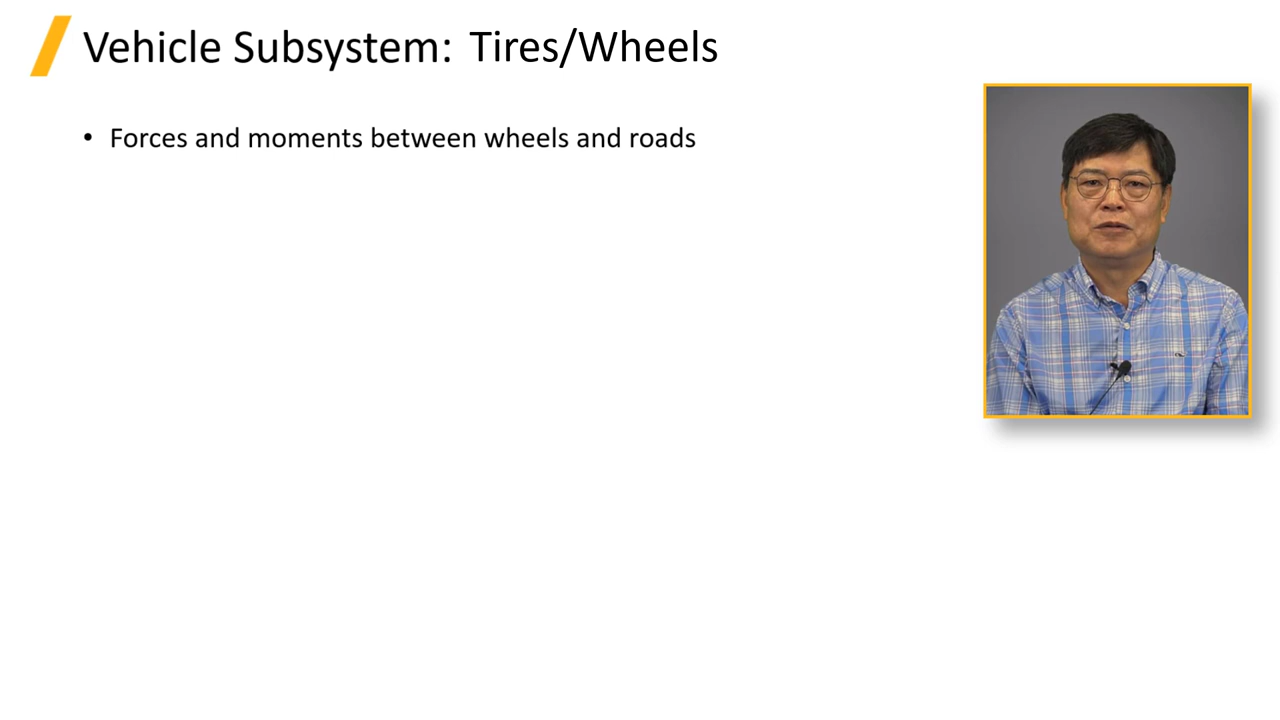 Vehicle Subsystem: Tires/Wheels
• Forces and moments between wheels and roads